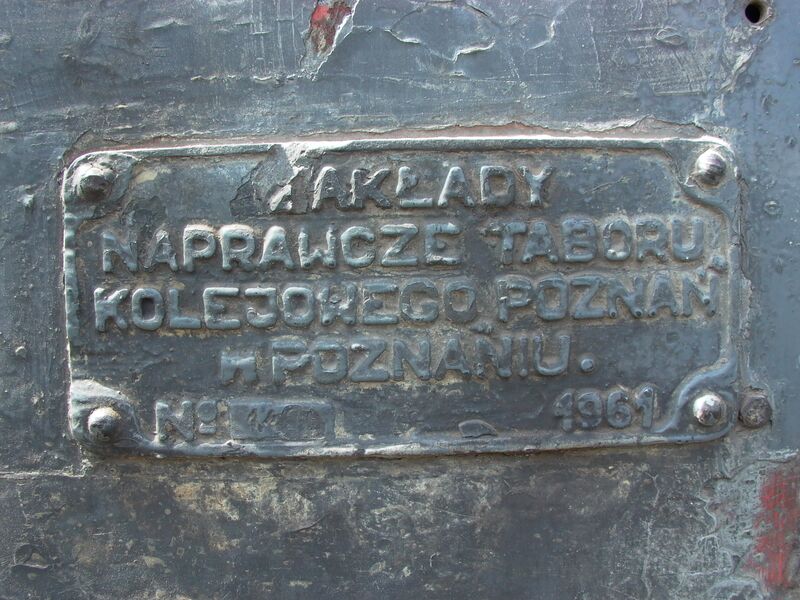 ZAKŁADY
NAPRAWCZE TABORU
KOLEJOWEGO POZNAŃ
w POZNANIU.
No 1961